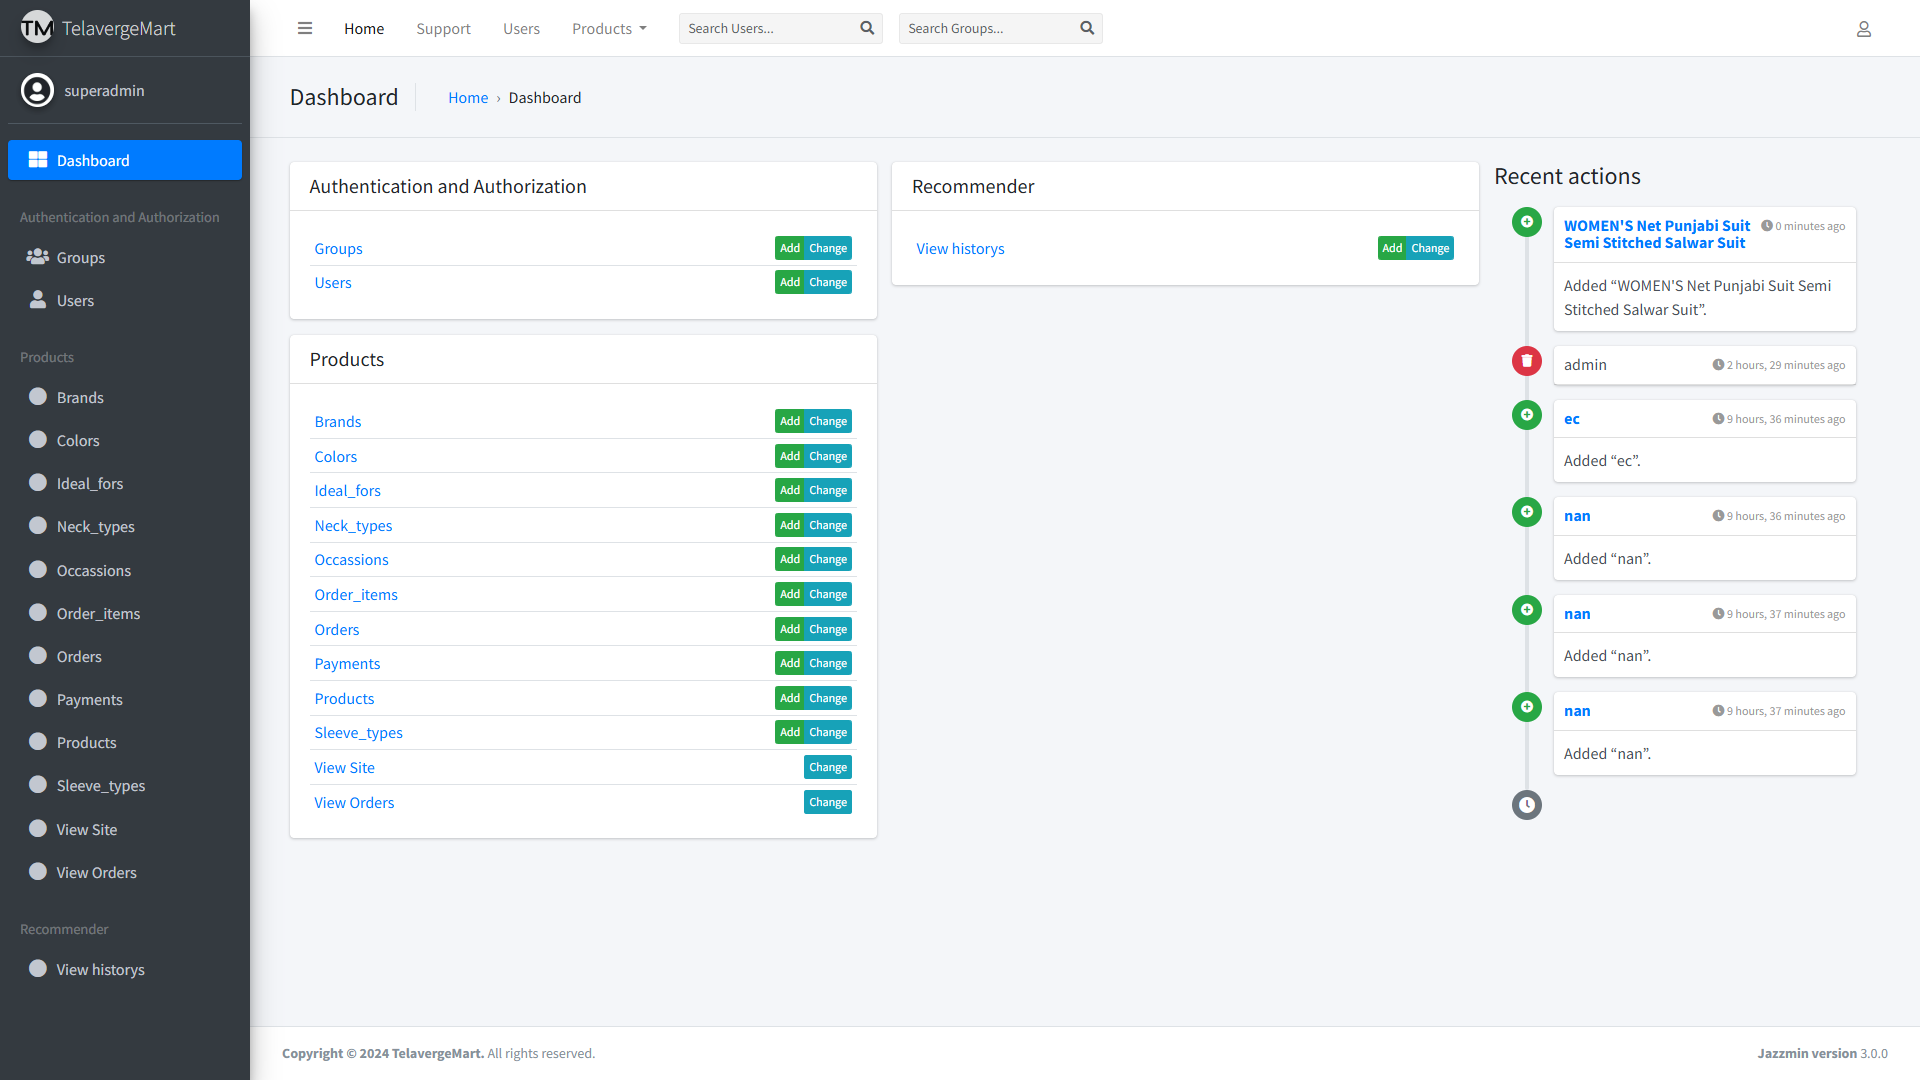 TM TelavergeMart
superadmin
Dashboard
Authentication and Authorization
Groups
Users
Products
Brands
Colors
Ideal_fors
Neck_types
Occassions
Order_items
Orders
Payments
Products
Sleeve_types
View Site
View Orders
Recommender
View historys
Home Support Users Products Search Users... Search Groups...
Dashboard Home › Dashboard
Authentication and Authorization
Groups Add Change
Users Add Change
Products
Brands Add Change
Colors Add Change
Ideal_fors Add Change
Neck_types Add Change
Occassions Add Change
Order_items Add Change
Orders Add Change
Payments Add Change
Products Add Change
Sleeve_types Add Change
View Site Change
View Orders Change
Recommender
View historys Add Change
Recent actions
WOMEN'S Net Punjabi Suit 0 minutes ago
Semi Stitched Salwar Suit
Added “WOMEN'S Net Punjabi Suit Semi
Stitched Salwar Suit”.
admin 2 hours, 29 minutes ago
ec 9 hours, 36 minutes ago
Added “ec”.
nan 9 hours, 36 minutes ago
Added “nan”.
nan 9 hours, 37 minutes ago
Added “nan”.
nan 9 hours, 37 minutes ago
Added “nan”.
Copyright © 2024 TelavergeMart. All rights reserved. Jazzmin version 3.0.0